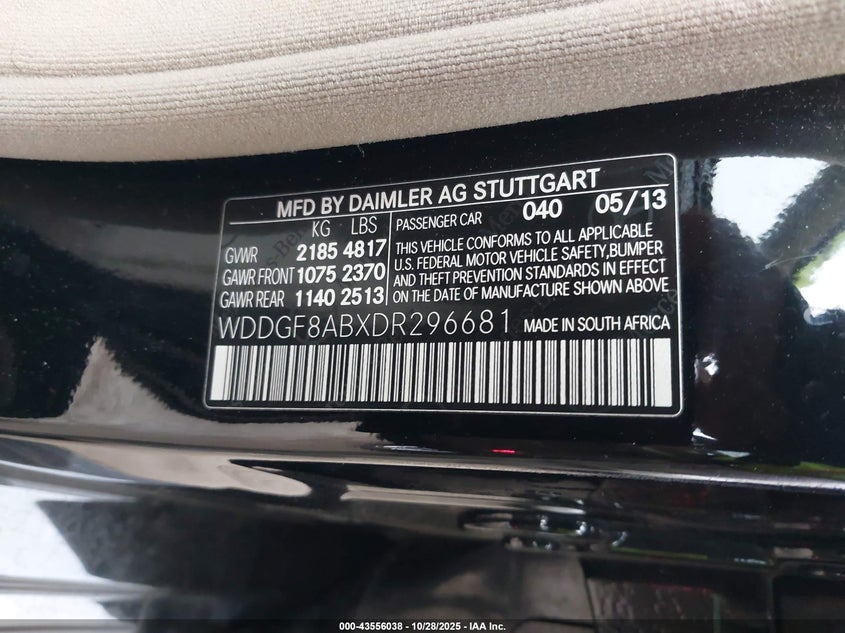 MFD BY DAIMLER AG STUTTGART
KG LBS
GVWR 2185 4817
GAWR FRONT 1075 2370
GAWR REAR 1140 2513
PASSENGER CAR 040 05/13
THIS VEHICLE CONFORMS TO ALL APPLICABLE
U.S. FEDERAL MOTOR VEHICLE SAFETY,BUMPER
AND THEFT PREVENTION STANDARDS IN EFFECT
ON THE DATE OF MANUFACTURE SHOWN ABOVE
WDDGF8ABXDR296681 MADE IN SOUTH AFRICA
000-43556038 - 10/28/2025 - IAA Inc.